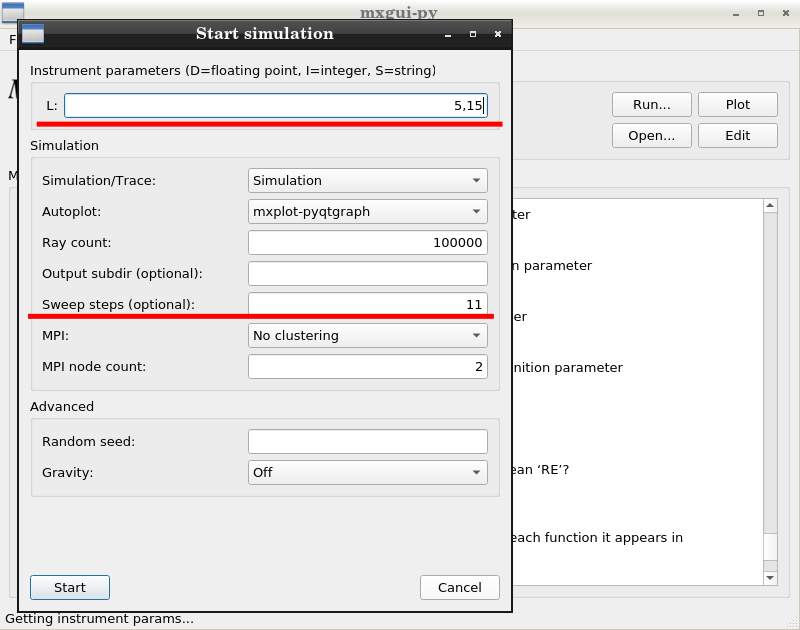 mxgui-py
Start simulation
F
Instrument parameters (D=floating point, I=integer, S=string)
L: 5,15
Run... Plot
Open... Edit
Simulation
M
Simulation/Trace: Simulation
Autoplot: mxplot-pyqtgraph
ter
Ray count: 100000
n parameter
Output subdir (optional):
Sweep steps (optional): 11
er
MPI: No clustering
MPI node count: 2
nition parameter
Advanced
Random seed:
Gravity: Off
ean ‘RE’?
each function it appears in
Start Cancel
Getting instrument params...